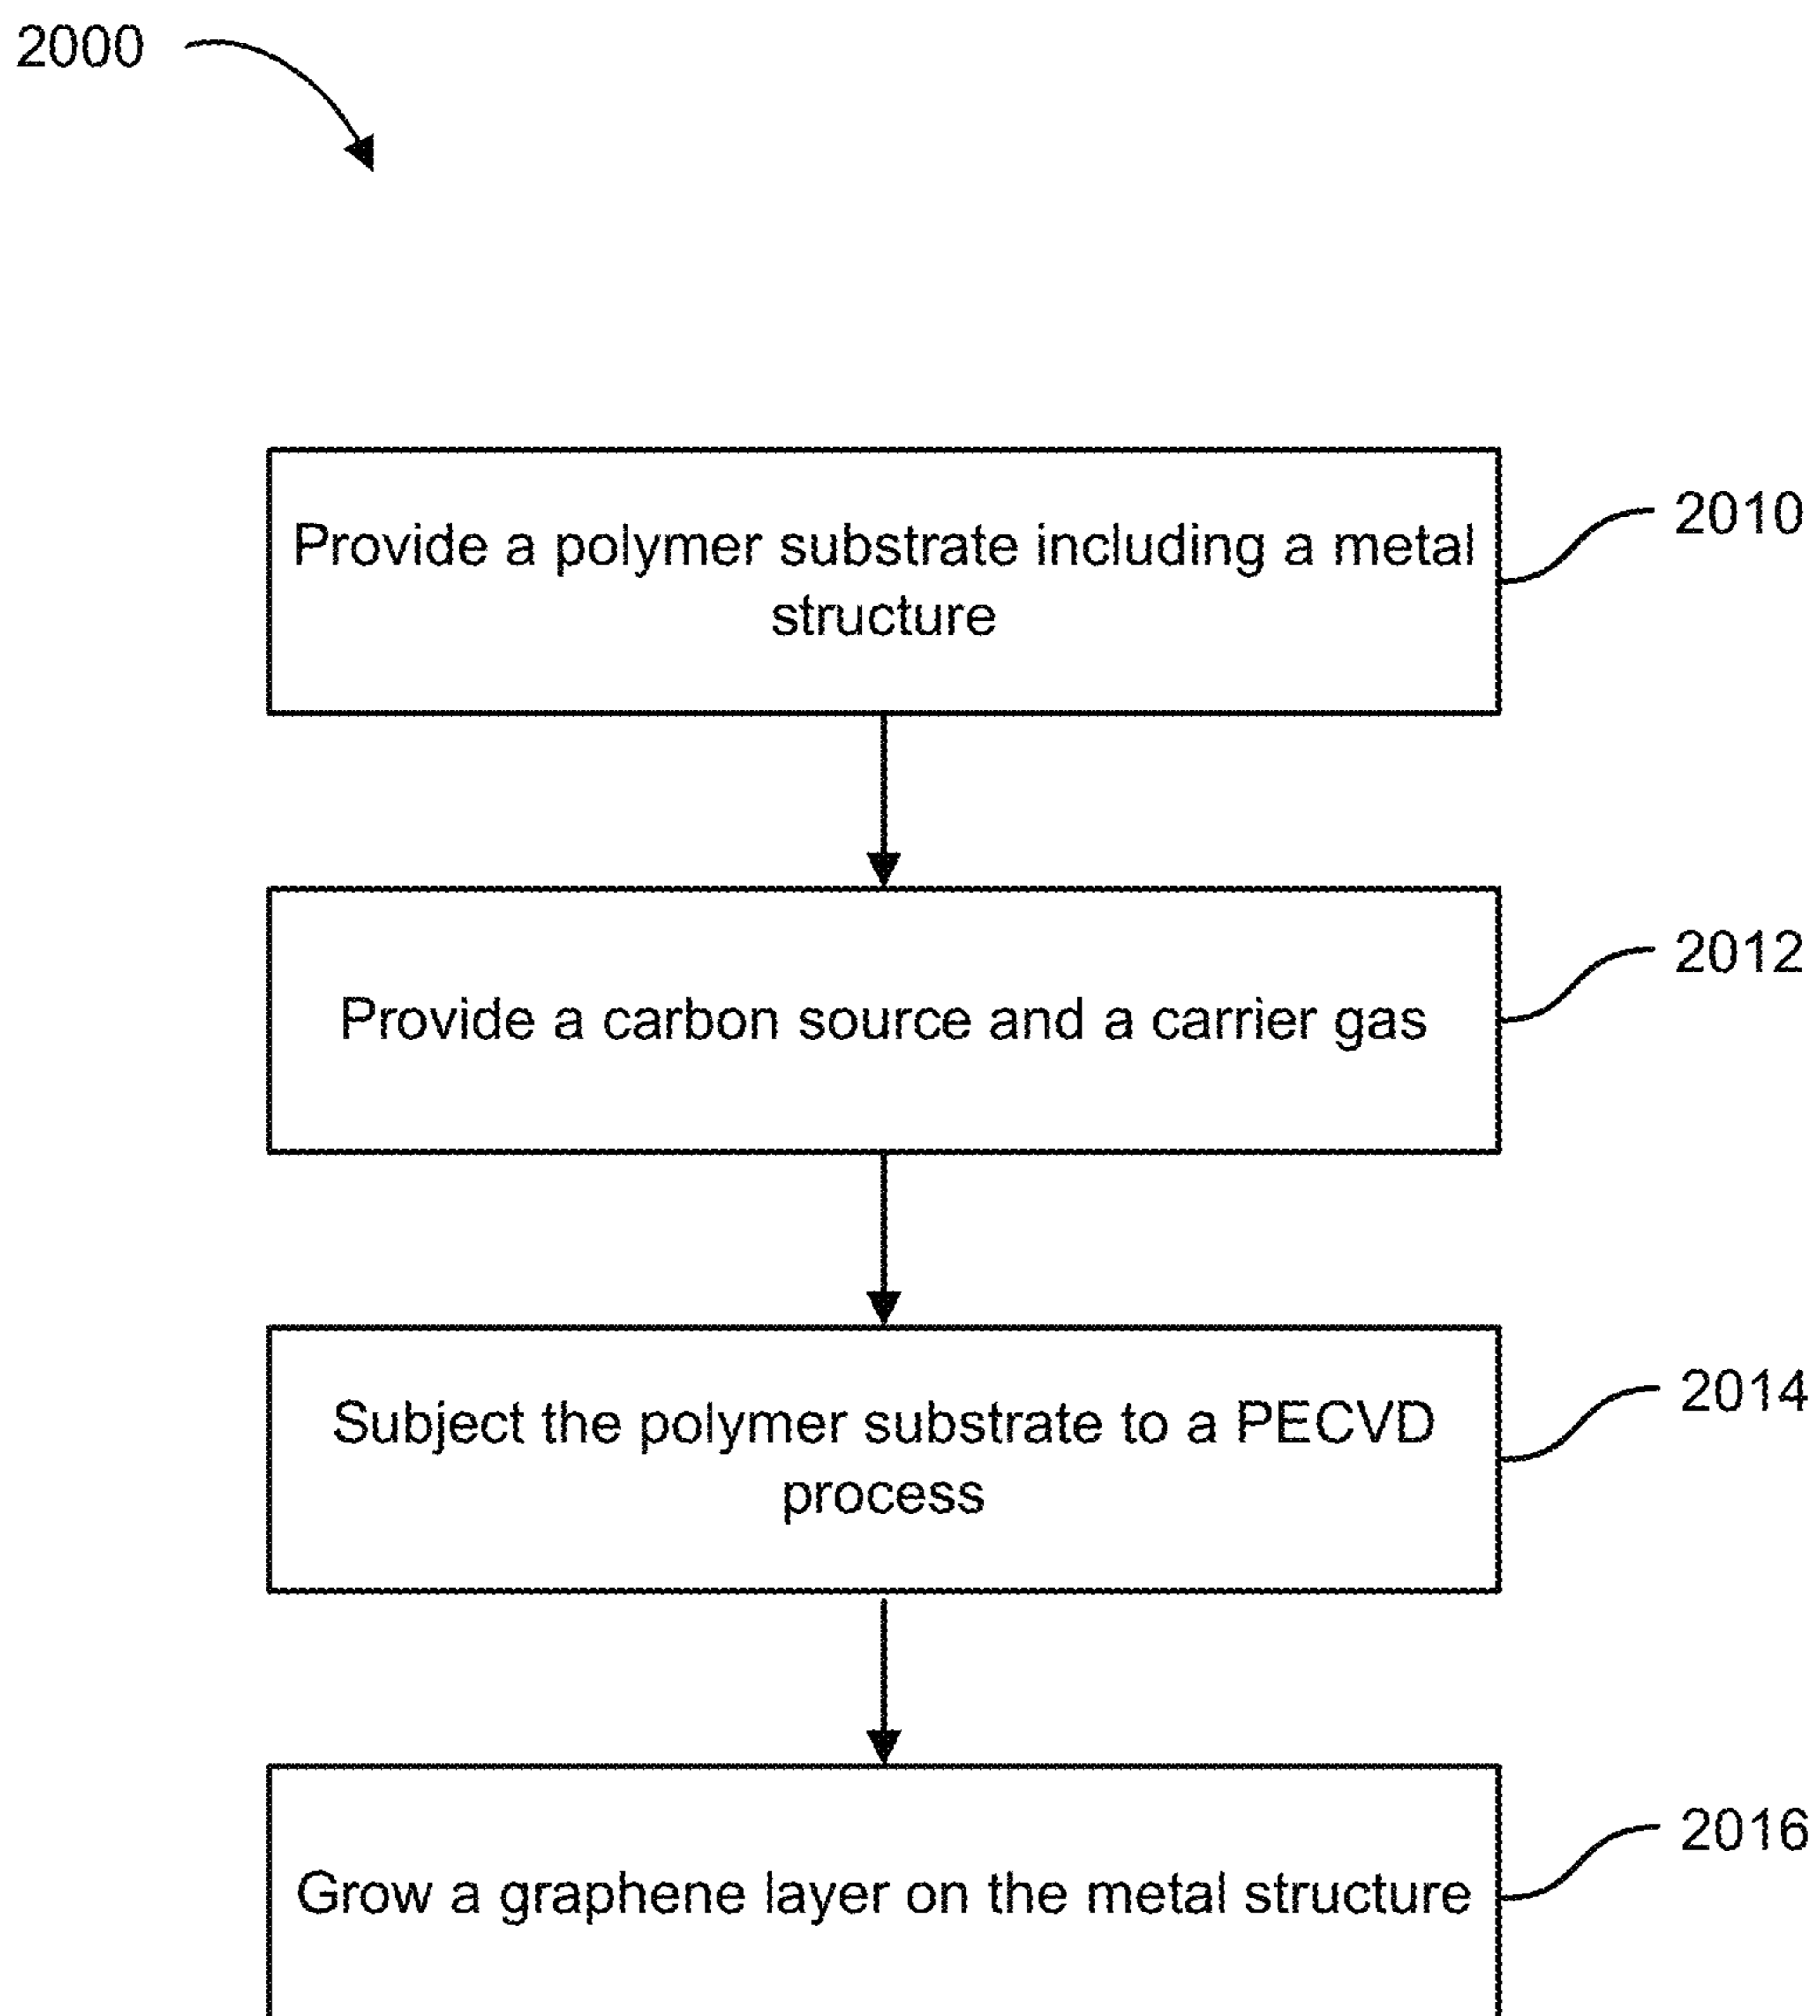 2000
Provide a polymer substrate including a metal
structure
2010
Provide a carbon source and a carrier gas
2012
Subject the polymer substrate to a PECVD
process
2014
Grow a graphene layer on the metal structure
2016